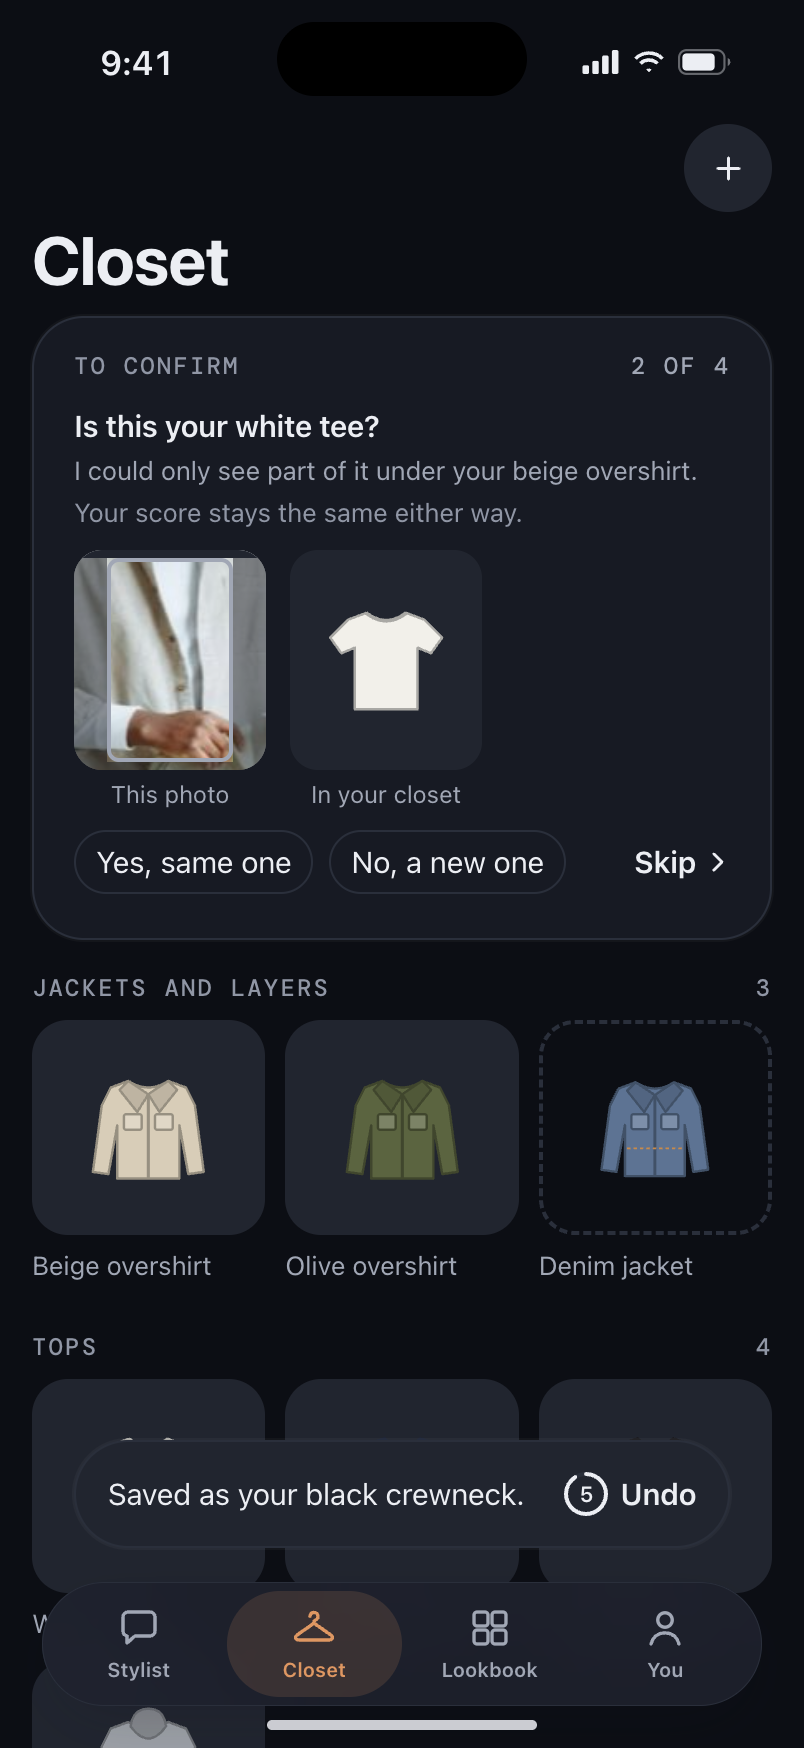 9:41
Closet
TO CONFIRM
2 OF 4
Is this your white tee?
I could only see part of it under your beige overshirt.
Your score stays the same either way.
This photo
In your closet
Yes, same one
No, a new one
Skip
JACKETS AND LAYERS
3
Beige overshirt
Olive overshirt
Denim jacket
TOPS
4
Saved as your black crewneck.
5
Undo
Stylist
Closet
Lookbook
You